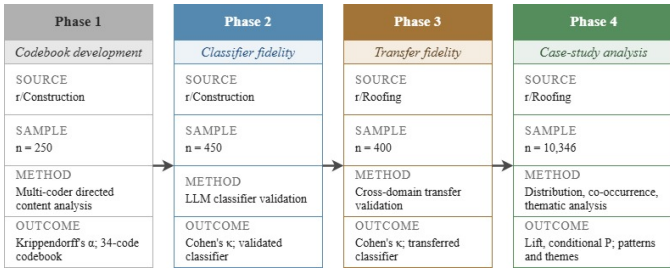 Phase 1
Codebook development
SOURCE
r/Construction
SAMPLE
n = 250
METHOD
Multi-coder directed
content analysis
OUTCOME
Krippendorff's α; 34-code
codebook
Phase 2
Classifier fidelity
SOURCE
r/Construction
SAMPLE
n = 450
METHOD
LLM classifier validation
OUTCOME
Cohen's κ; validated
classifier
Phase 3
Transfer fidelity
SOURCE
r/Roofing
SAMPLE
n = 400
METHOD
Cross-domain transfer
validation
OUTCOME
Cohen's κ; transferred
classifier
Phase 4
Case-study analysis
SOURCE
r/Roofing
SAMPLE
n = 10,346
METHOD
Distribution, co-occurrence,
thematic analysis
OUTCOME
Lift, conditional P; patterns
and themes